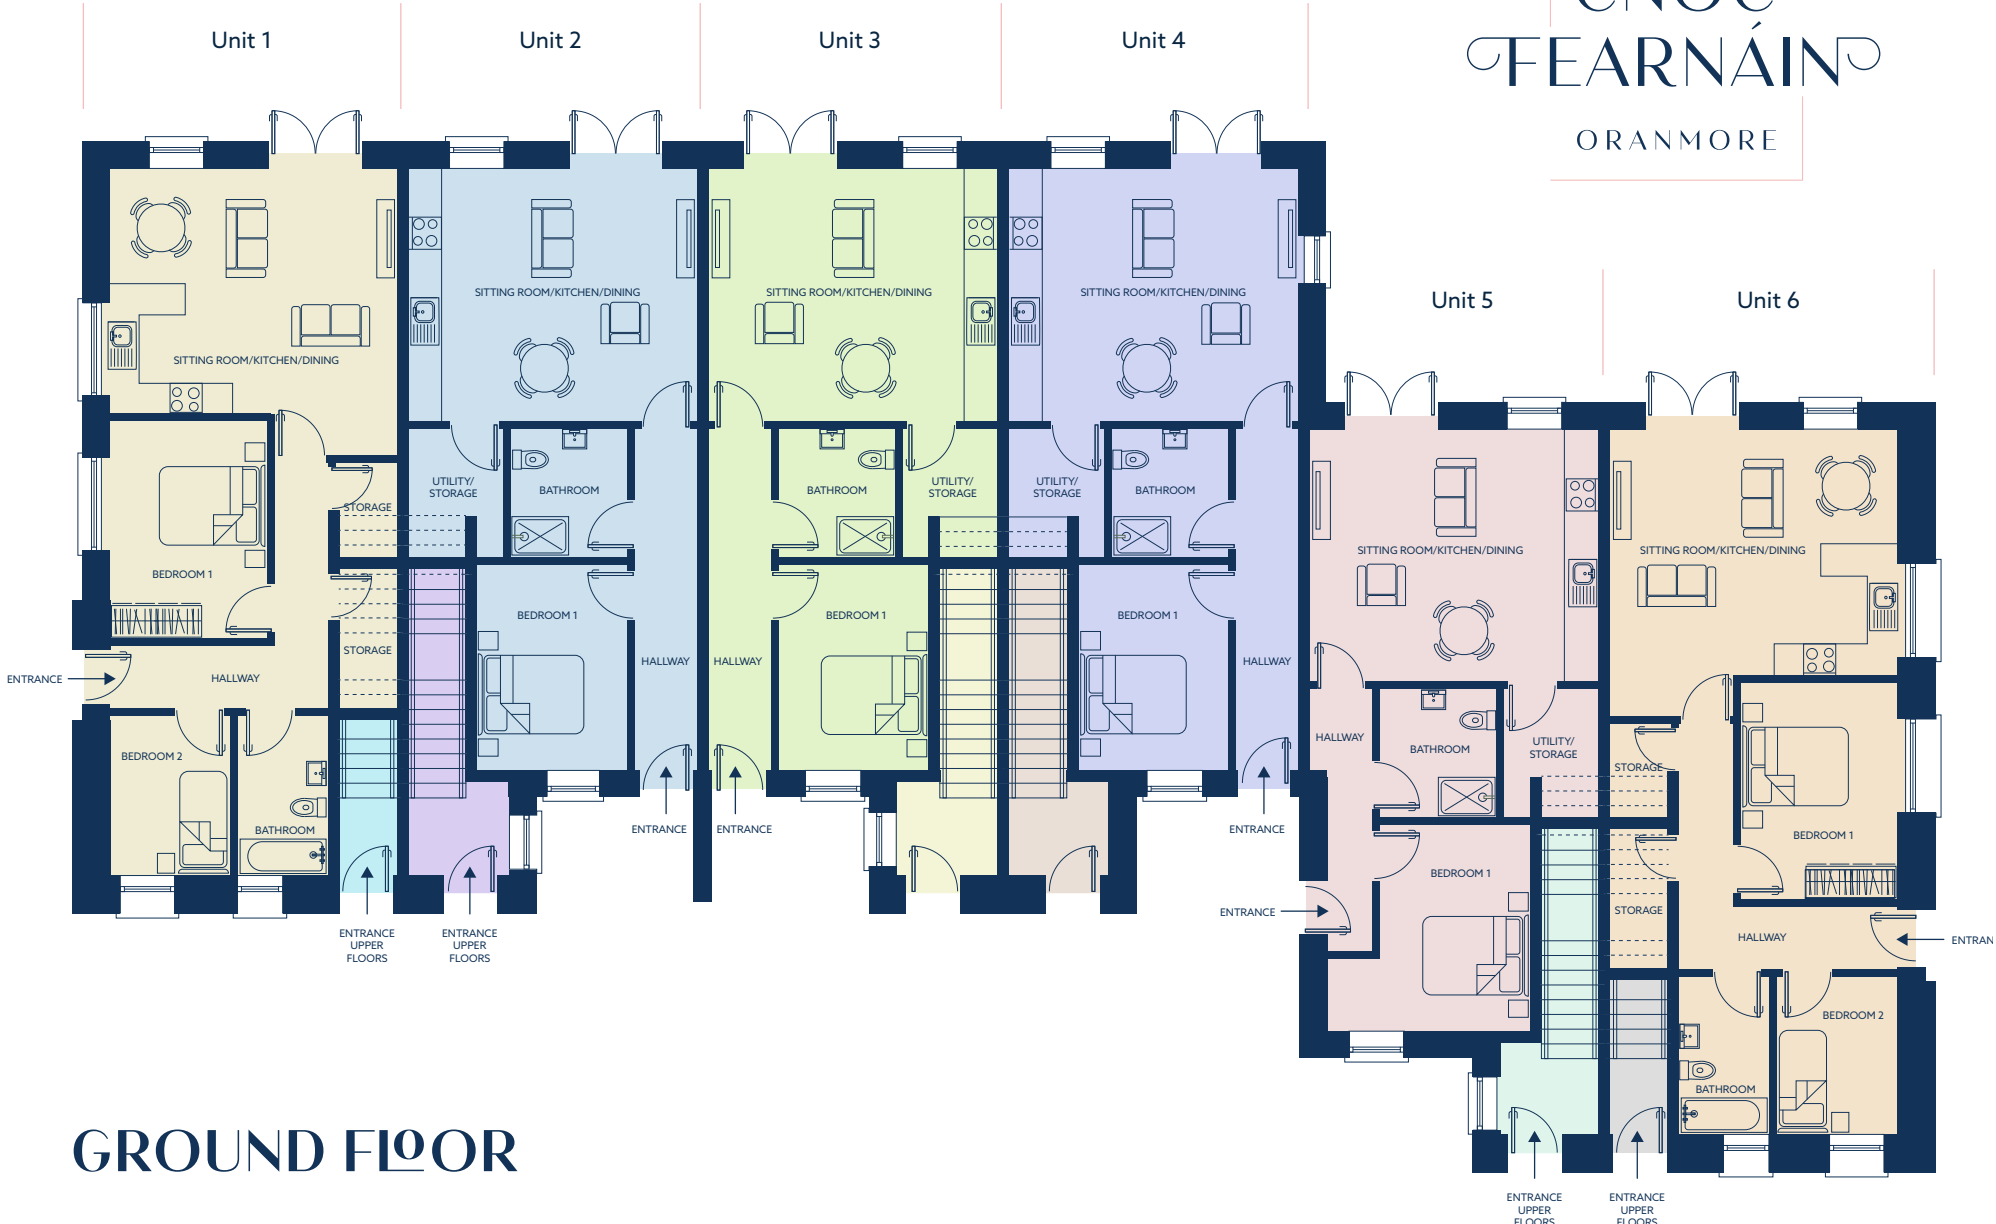 CNOC
FEARNÁIN
ORANMORE
Unit 1
Unit 2
Unit 3
Unit 4
Unit 5
Unit 6
SITTING ROOM/KITCHEN/DINING
STORAGE
BEDROOM 1
STORAGE
ENTRANCE
HALLWAY
BEDROOM 2
BATHROOM
ENTRANCE
UPPER
FLOORS
SITTING ROOM/KITCHEN/DINING
UTILITY/
STORAGE
BATHROOM
BEDROOM 1
HALLWAY
ENTRANCE
ENTRANCE
UPPER
FLOORS
SITTING ROOM/KITCHEN/DINING
BATHROOM
UTILITY/
STORAGE
BEDROOM 1
HALLWAY
ENTRANCE
SITTING ROOM/KITCHEN/DINING
UTILITY/
STORAGE
BATHROOM
BEDROOM 1
HALLWAY
ENTRANCE
SITTING ROOM/KITCHEN/DINING
HALLWAY
BATHROOM
UTILITY/
STORAGE
BEDROOM 1
ENTRANCE
ENTRANCE
UPPER
FLOORS
SITTING ROOM/KITCHEN/DINING
STORAGE
BEDROOM 1
STORAGE
HALLWAY
ENTRAN
BEDROOM 2
BATHROOM
ENTRANCE
UPPER
FLOORS
GROUND FLOOR